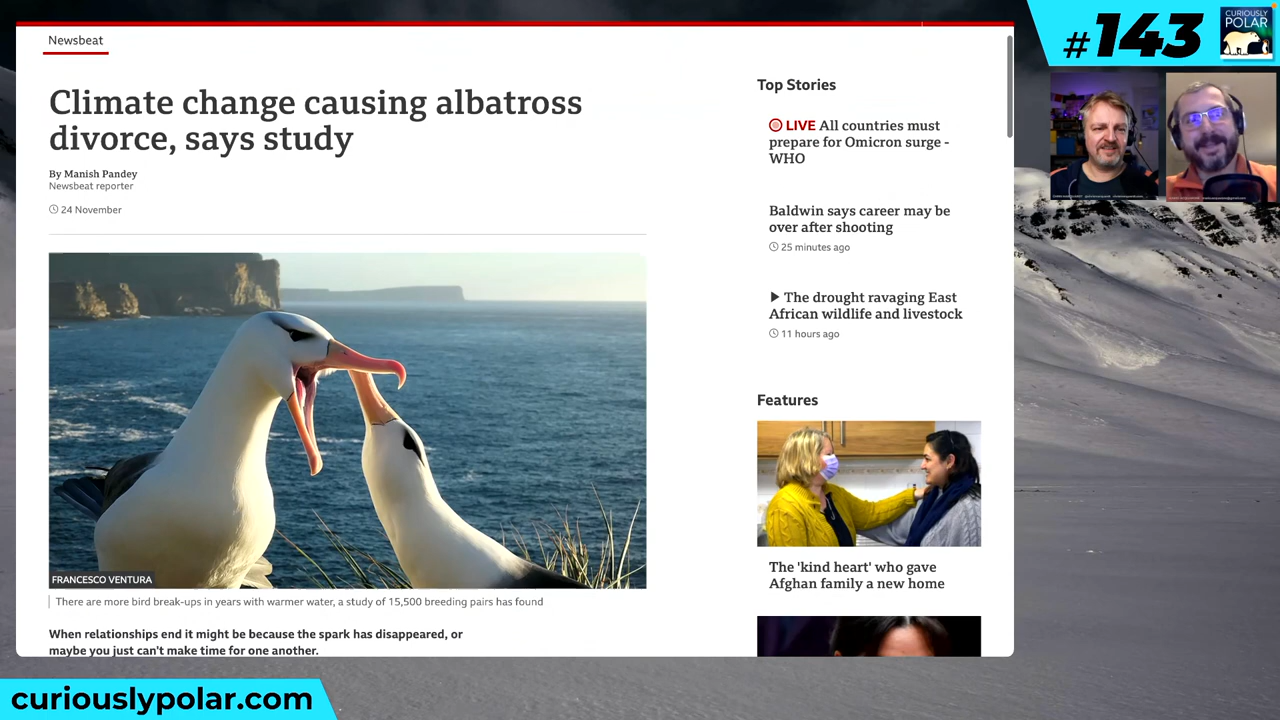 Newsbeat
Climate change causing albatross
divorce, says study
By Manish Pandey
Newsbeat reporter
24 November
FRANCESCO VENTURA
There are more bird break-ups in years with warmer water, a study of 15,500 breeding pairs has found
When relationships end it might be because the spark has disappeared, or
maybe you just can't make time for one another.
Top Stories
LIVE All countries must
prepare for Omicron surge -
WHO
Baldwin says career may be
over after shooting
25 minutes ago
The drought ravaging East
African wildlife and livestock
11 hours ago
Features
The 'kind heart' who gave
Afghan family a new home
#143
CURIOUSLY
POLAR
curiouslypolar.com